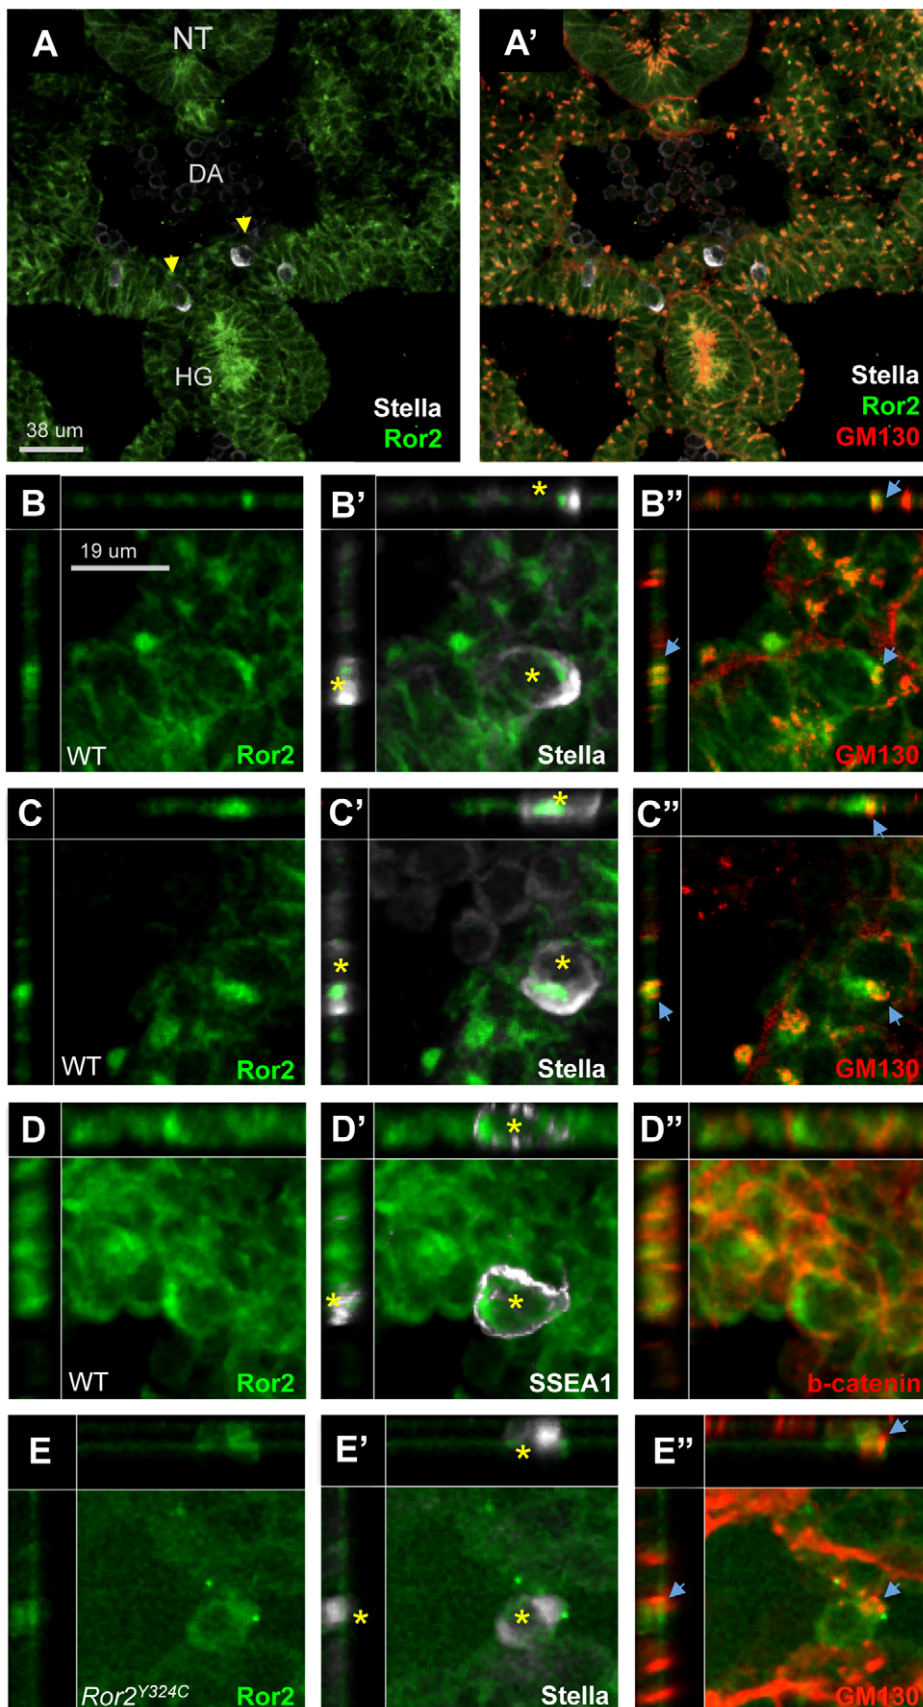 A
NT
DA
HG
38 um
Stella
Ror2
A'
Stella
Ror2
GM130
B
19 um
WT
Ror2
B'
*
*
*
Stella
B"
GM130
C
WT
Ror2
C'
*
*
*
Stella
C"
GM130
D
WT
Ror2
D'
*
*
*
SSEA1
D"
b-catenin
E
Ror2Y324C
Ror2
E'
*
*
*
Stella
E"
GM130